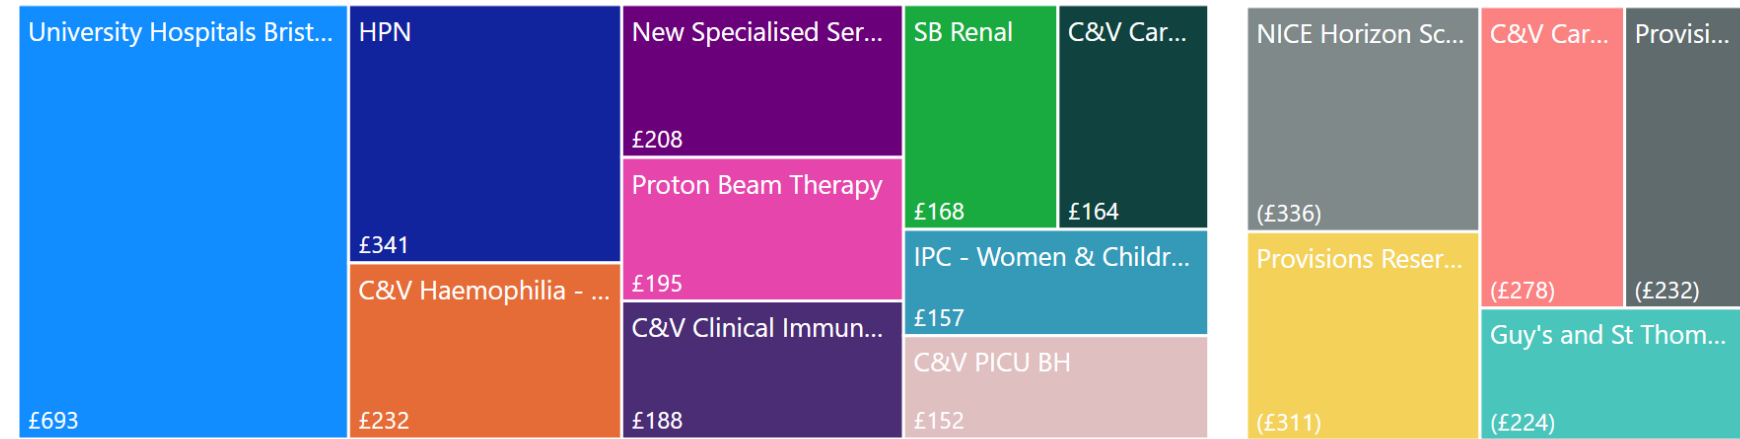 University Hospitals Brist...
£693
HPN
£341
C&V Haemophilia - ...
£232
New Specialised Ser...
£208
Proton Beam Therapy
£195
C&V Clinical Immun...
£188
SB Renal
£168
C&V Car...
£164
IPC - Women & Childr...
£157
C&V PICU BH
£152
NICE Horizon Sc...
(£336)
Provisions Reser...
(£311)
C&V Car...
(£278)
Provisi...
(£232)
Guy's and St Thom...
(£224)